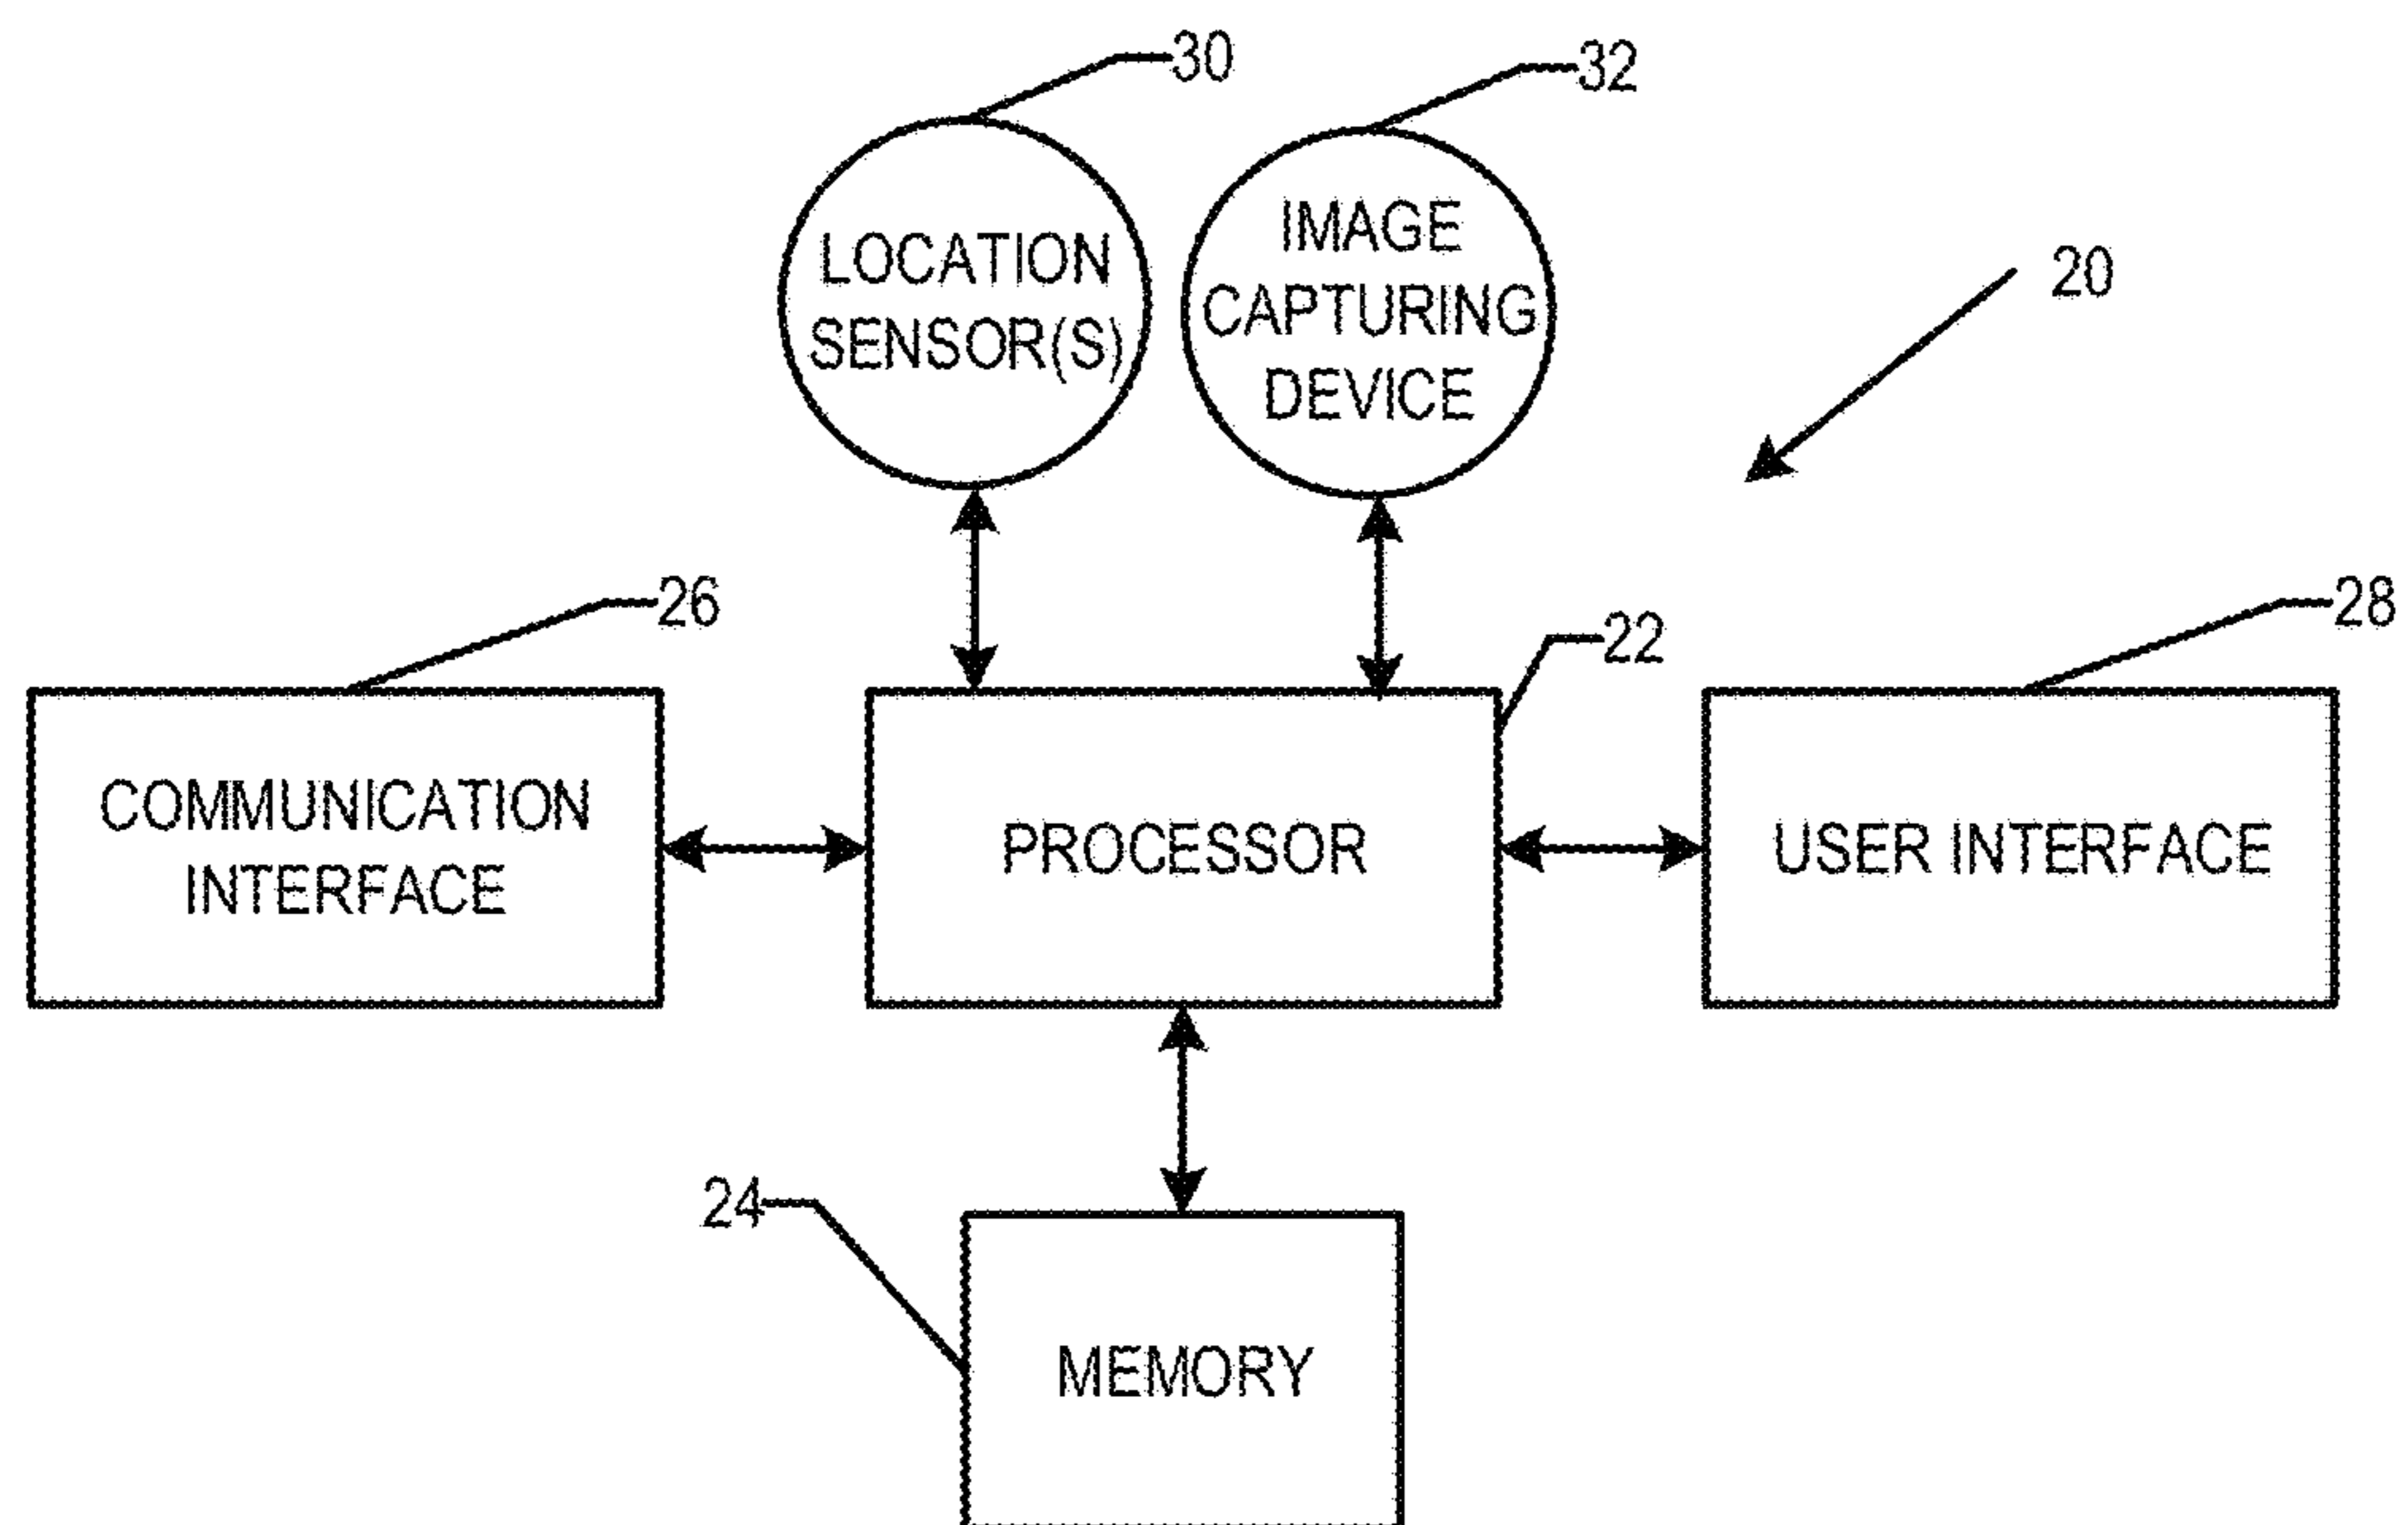 30
32
LOCATION
SENSOR(S)
IMAGE
CAPTURING
DEVICE
20
26
22
28
COMMUNICATION
INTERFACE
PROCESSOR
USER INTERFACE
24
MEMORY